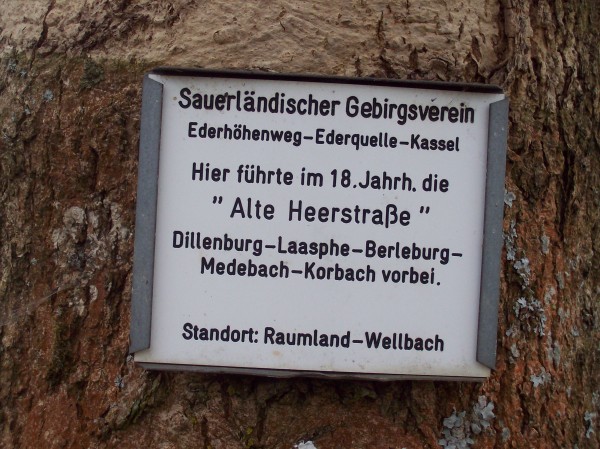 Sauerländischer Gebirgsverein
Ederhöhenweg-Ederquelle-Kassel
Hier führte im 18. Jahrh. die
"Alte Heerstraße"
Dillenburg-Laasphe-Berleburg-
Medebach-Korbach vorbei.
Standort: Raumland-Wellbach